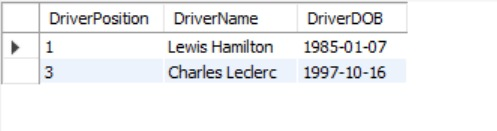 DriverPosition DriverName DriverDOB
1 Lewis Hamilton 1985-01-07
3 Charles Leclerc 1997-10-16